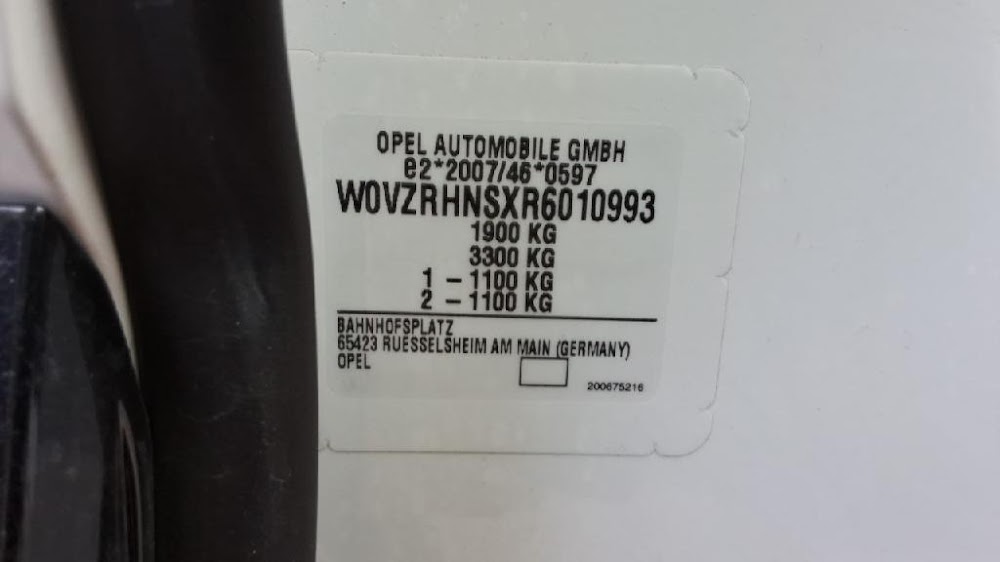 OPEL AUTOMOBILE GMBH
e2*2007/46*0597
W0VZRHNSXR6010993
1900 KG
3300 KG
1 - 1100 KG
2 - 1100 KG
BAHNHOFSPLATZ
65423 RUESSELSHEIM AM MAIN (GERMANY)
OPEL
200675216